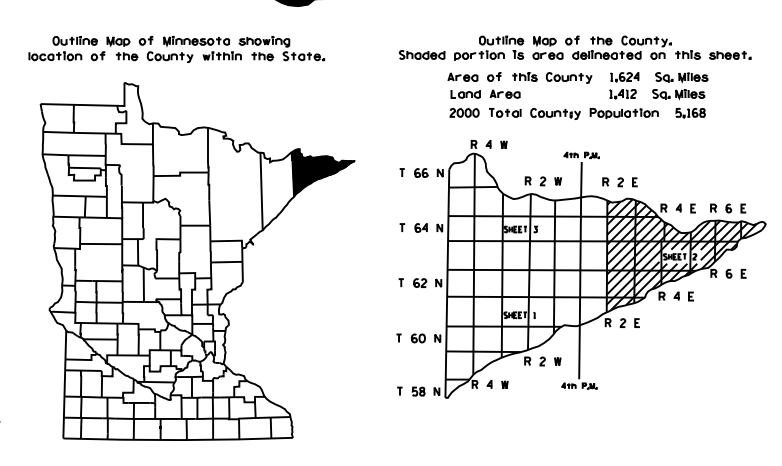 Outline Map of Minnesota showing
location of the County within the State.
Outline Map of the County.
Shaded portion is area delineated on this sheet.
Area of this County 1,624 Sq. Miles
Land Area 1,412 Sq. Miles
2000 Total County Population 5,168
R 4 W
4th P.M.
T 66 N
R 2 W
R 2 E
R 4 E
R 6 E
T 64 N
SHEET 3
SHEET 2
R 6 E
T 62 N
R 4 E
SHEET 1
R 2 E
T 60 N
R 2 W
R 4 W
4th P.M.
T 58 N